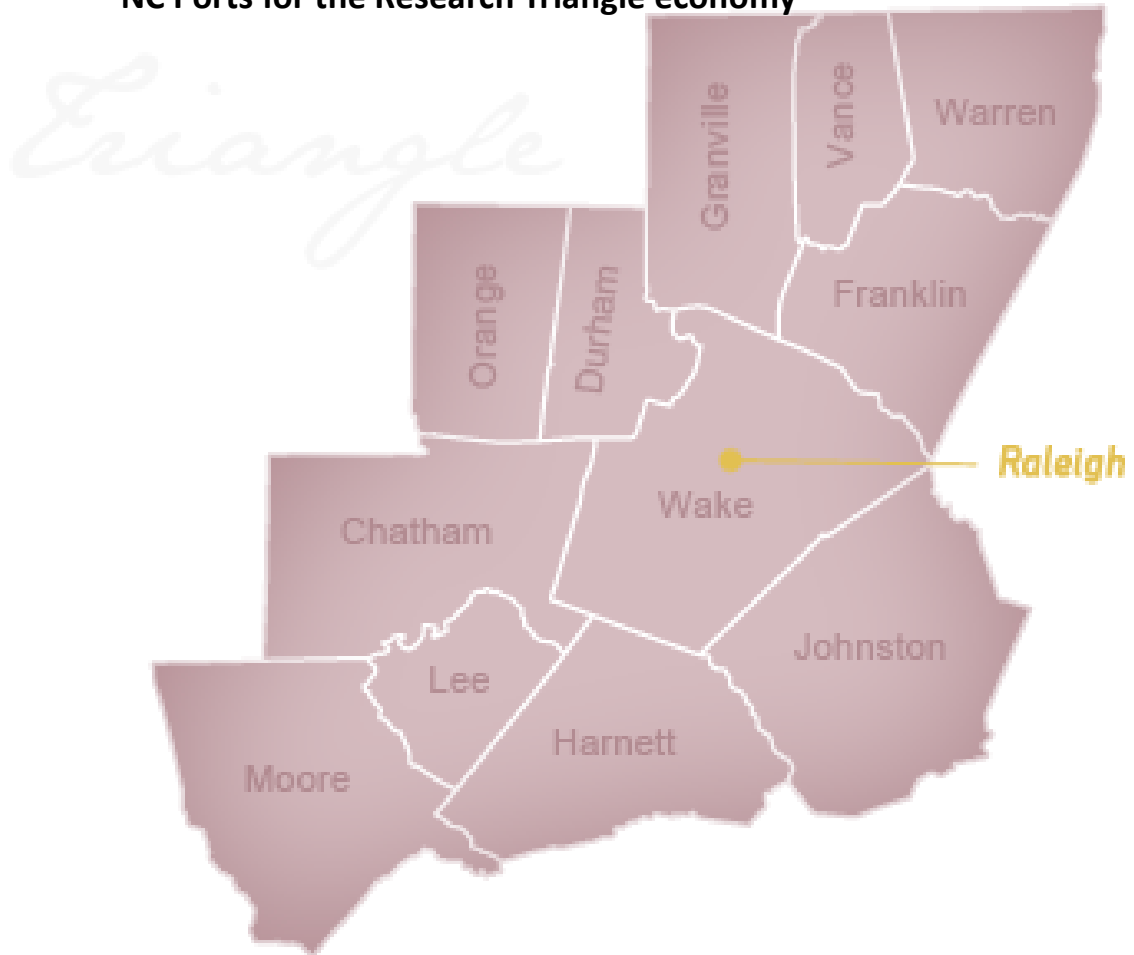 NC Ports for the Research Triangle economy
Triangle
Granville
Vance
Warren
Orange
Durham
Franklin
Raleigh
Wake
Chatham
Johnston
Lee
Harnett
Moore